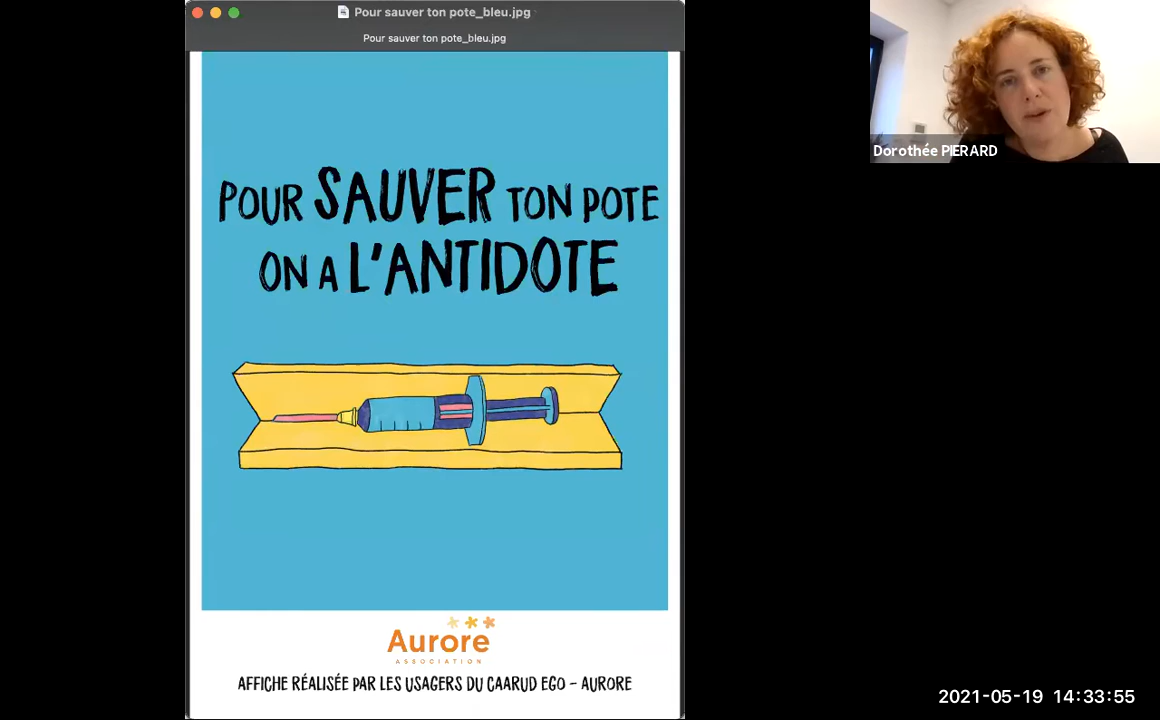 Pour sauver ton pote_bleu.jpg
Pour sauver ton pote_bleu.jpg
POUR SAUVER TON POTE
ON A L'ANTIDOTE
Aurore
ASSOCIATION
AFFICHE RÉALISÉE PAR LES USAGERS DU CAARUD EGO – AURORE
Dorothée PIERARD
2021-05-19 14:33:55